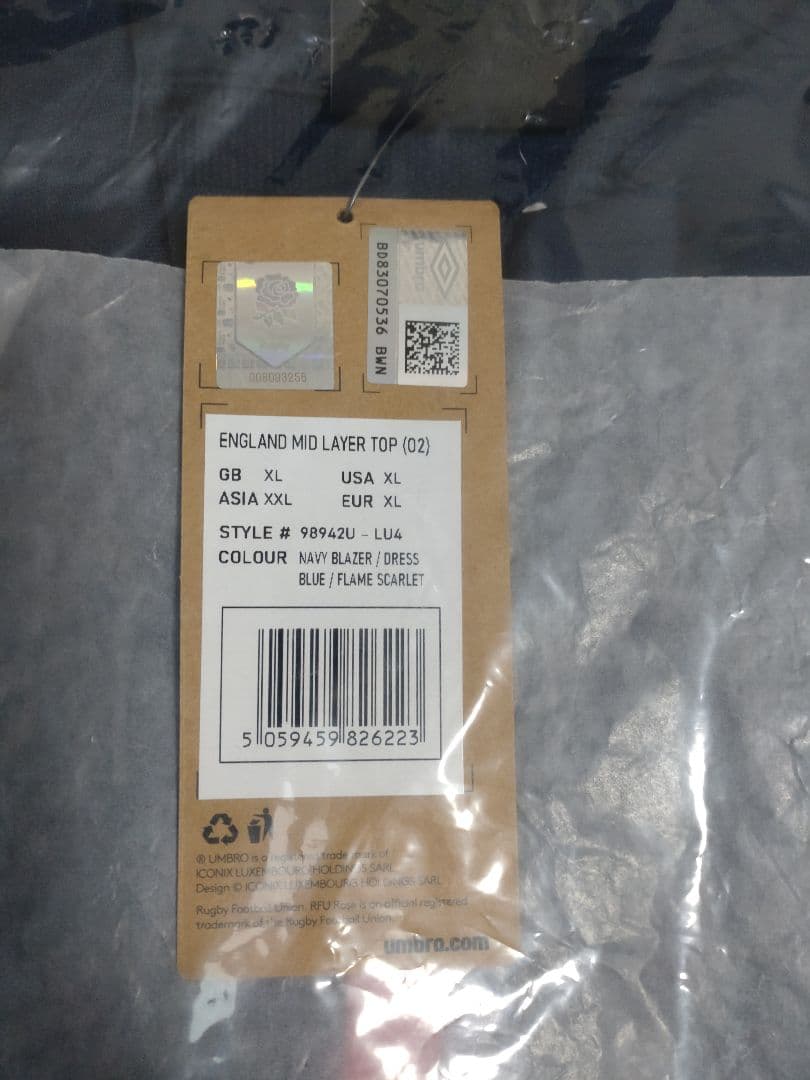 umbro
BD83070536 BWN
008093255
ENGLAND MID LAYER TOP (02)
GB XL USA XL
ASIA XXL EUR XL
STYLE # 98942U - LU4
COLOUR NAVY BLAZER / DRESS
BLUE / FLAME SCARLET
5 059459 826223
® UMBRO is a registered trademark of
ICONIX LUXEMBOURG HOLDINGS SARL
Design © ICONIX LUXEMBOURG HOLDINGS SARL
Rugby Football Union. RFU Rose is an official registered
trademark of the Rugby Football Union.
umbro.com